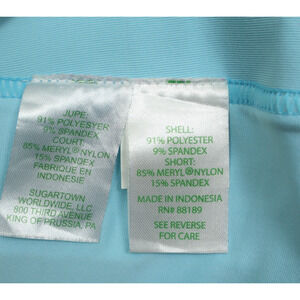 JUPE:
91% POLYESYER
9% SPANDEX
COURT:
85% MERYL®NYLON
15% SPANDEX
FABRIQUE EN
INDONESIE
SUGARTOWN
WORLDWIDE, LLC
800 THIRD AVENUE
KING OF PRUSSIA, PA
SHELL:
91% POLYESTER
9% SPANDEX
SHORT:
85% MERYL®NYLON
15% SPANDEX
MADE IN INDONESIA
RN# 88189
SEE REVERSE
FOR CARE